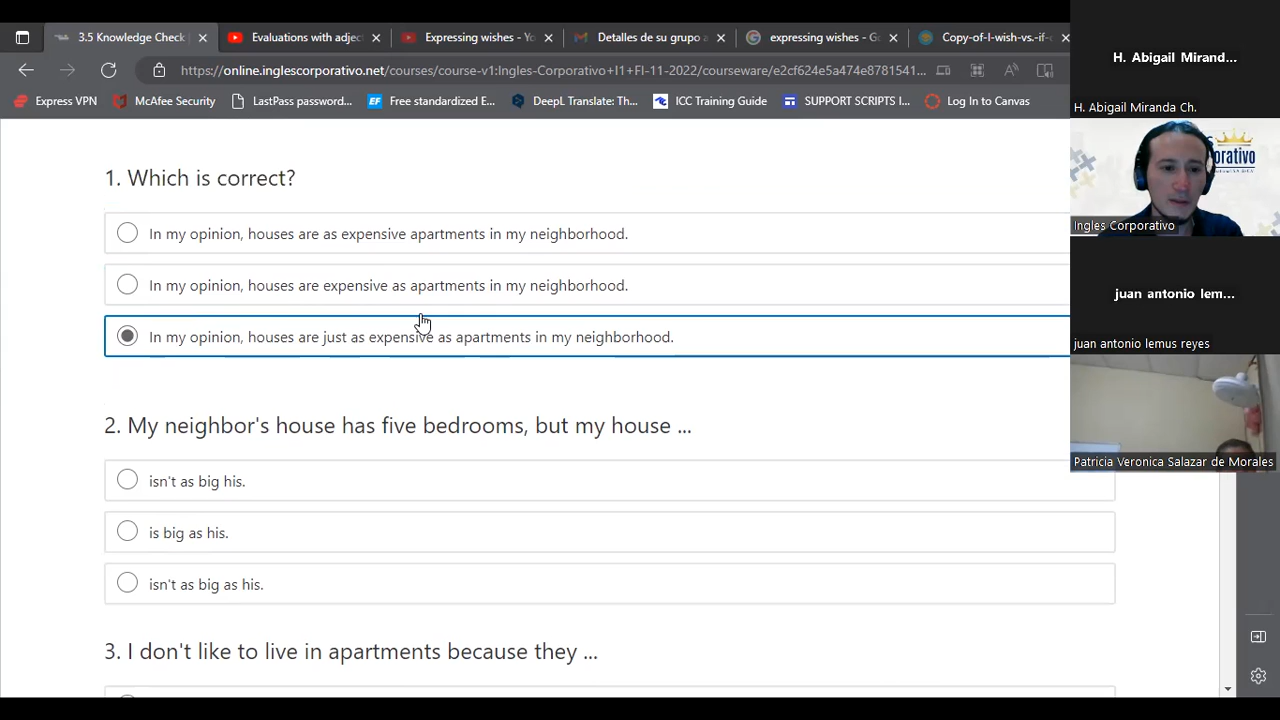 3.5 Knowledge Check
Evaluations with adject
Expressing wishes - Yo
Detalles de su grupo a
expressing wishes - Go
Copy-of-I-wish-vs.-if-o
https://online.inglescorporativo.net/courses/course-v1:Ingles-Corporativo+I1+FI-11-2022/courseware/e2cf624e5a474e8781541...
Express VPN
McAfee Security
LastPass password...
EF
Free standardized E...
DeepL Translate: Th...
ICC Training Guide
SUPPORT SCRIPTS I...
Log In to Canvas
1. Which is correct?
In my opinion, houses are as expensive apartments in my neighborhood.
In my opinion, houses are expensive as apartments in my neighborhood.
In my opinion, houses are just as expensive as apartments in my neighborhood.
2. My neighbor's house has five bedrooms, but my house ...
isn't as big his.
is big as his.
isn't as big as his.
3. I don't like to live in apartments because they ...
H. Abigail Mirand...
H. Abigail Miranda Ch.
orativo
Ingles Corporativo
juan antonio lem...
juan antonio lemus reyes
Patricia Veronica Salazar de Morales